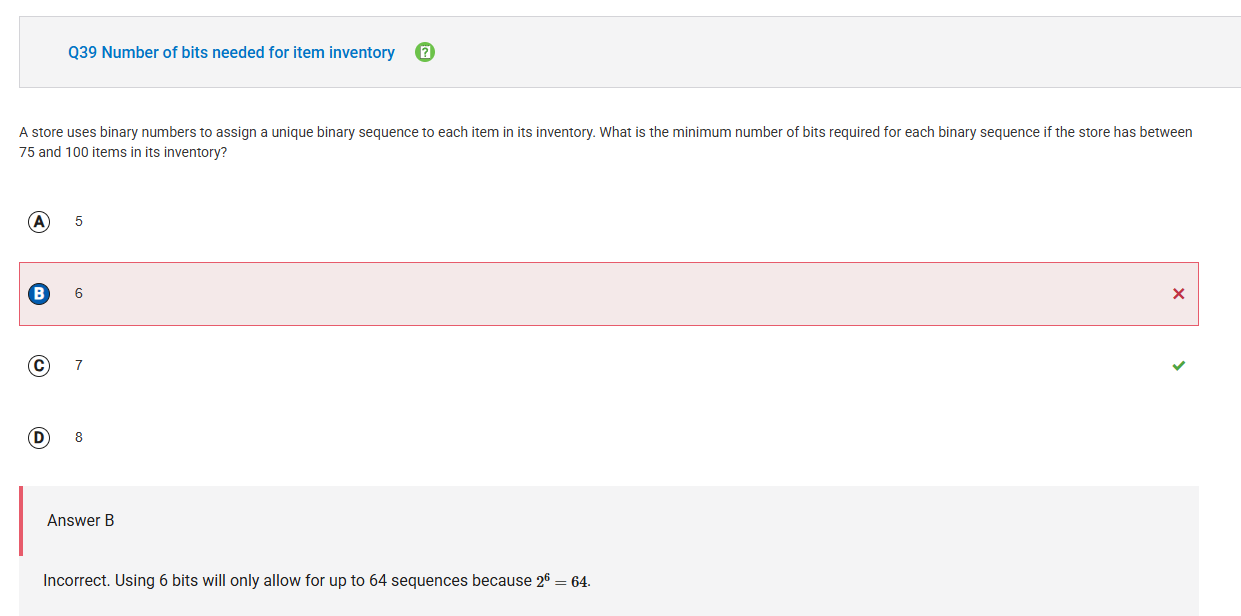 Q39 Number of bits needed for item inventory
A store uses binary numbers to assign a unique binary sequence to each item in its inventory. What is the minimum number of bits required for each binary sequence if the store has between
75 and 100 items in its inventory?
A 5
B 6
C 7
D 8
Answer B
Incorrect. Using 6 bits will only allow for up to 64 sequences because 2⁶ = 64.